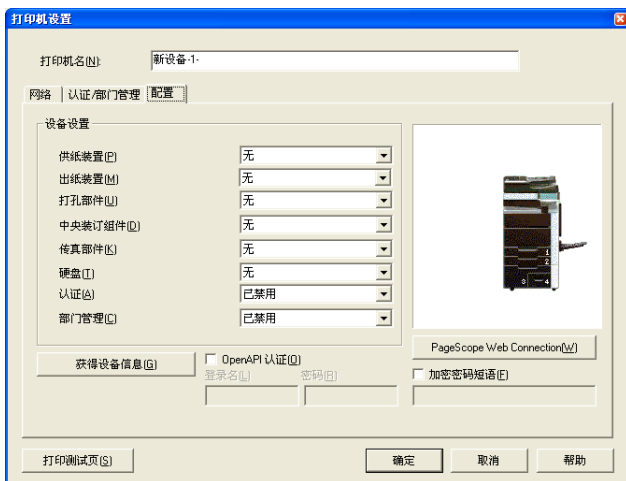 打印机设置
打印机名(N): 新设备-1-
网络 认证/部门管理 配置
设备设置
供纸装置(P) 无
出纸装置(M) 无
打孔部件(U) 无
中央装订组件(D) 无
传真部件(K) 无
硬盘(T) 无
认证(A) 已禁用
部门管理(C) 已禁用
1
2
3 4
PageScope Web Connection(W)
获得设备信息(G) OpenAPI 认证(O) 加密密码短语(F)
登录名(L) 密码(R)
打印测试页(S) 确定 取消 帮助